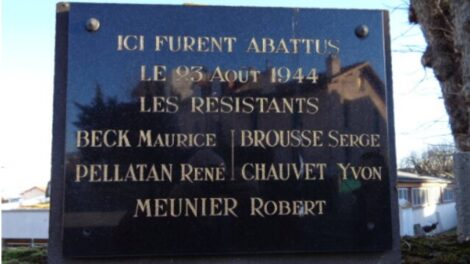 ICI FURENT ABATTUS
LE 23 AOUT 1944
LES RÉSISTANTS
BECK MAURICE BROUSSE SERGE
PELLATAN RENÉ CHAUVET YVON
MEUNIER ROBERT